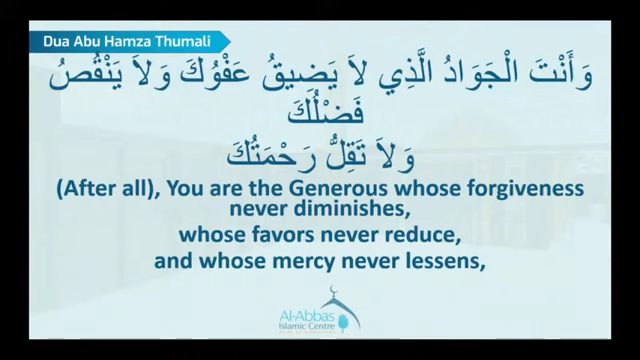 Dua Abu Hamza Thumali
وَأَنْتَ الْجَوَادُ الَّذِي لاَ يَضِيقُ عَفْوُكَ وَلاَ يَنْقُصُ
فَضْلُكَ
وَلاَ تَقِلُّ رَحْمَتُكَ
(After all), You are the Generous whose forgiveness
never diminishes,
whose favors never reduce,
and whose mercy never lessens,
Al-Abbas
Islamic Centre